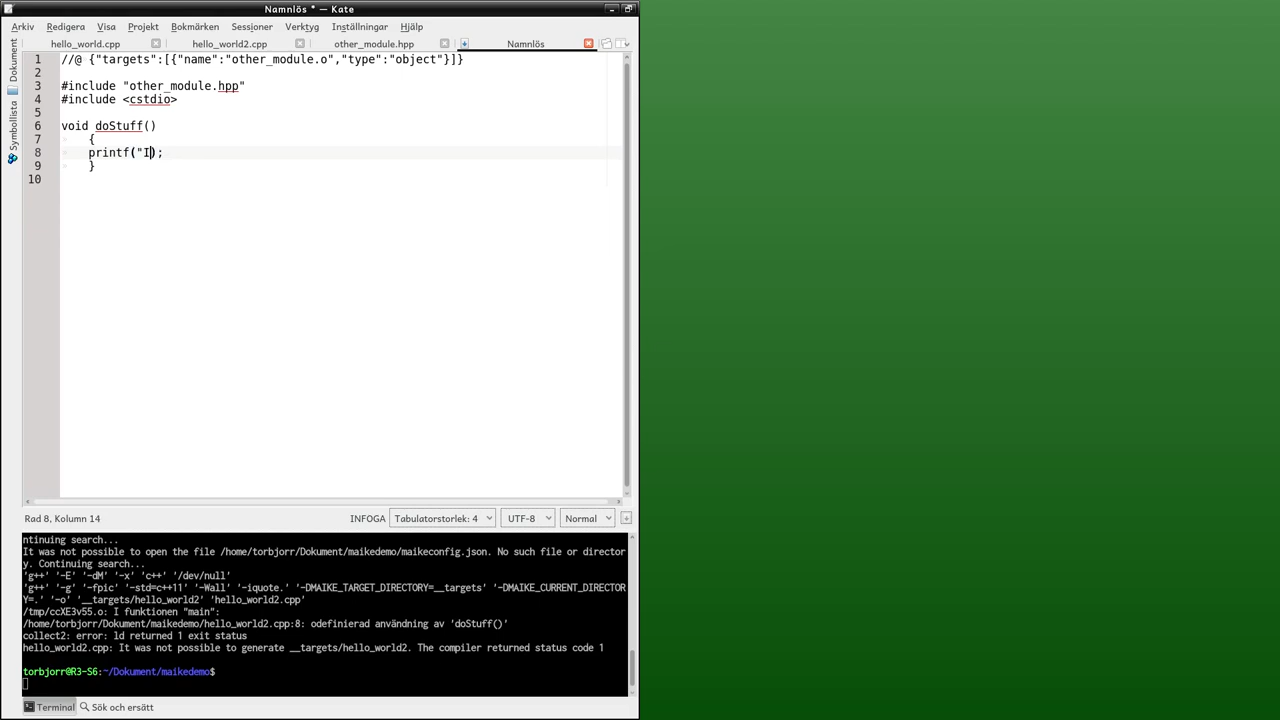 Namnlös * — Kate
Arkiv Redigera Visa Projekt Bokmärken Sessioner Verktyg Inställningar Hjälp
hello_world.cpp hello_world2.cpp other_module.hpp Namnlös
Dokument
Symbollista
1 //@ {"targets":[{"name":"other_module.o","type":"object"}]}
2
3 #include "other_module.hpp"
4 #include <cstdio>
5
6 void doStuff()
7 {
8 printf("I);
9 }
10
Rad 8, Kolumn 14 INFOGA Tabulatorstorlek: 4 UTF-8 Normal
ntinuing search...
It was not possible to open the file /home/torbjorr/Dokument/maikedemo/maikeconfig.json. No such file or director
y. Continuing search...
'g++' '-E' '-dM' '-x' 'c++' '/dev/null'
'g++' '-g' '-fpic' '-std=c++11' '-Wall' '-iquote.' '-DMAIKE_TARGET_DIRECTORY=__targets' '-DMAIKE_CURRENT_DIRECTOR
Y=.' '-o' '__targets/hello_world2' 'hello_world2.cpp'
/tmp/ccXE3v55.o: I funktionen "main":
/home/torbjorr/Dokument/maikedemo/hello_world2.cpp:8: odefinierad användning av 'doStuff()'
collect2: error: ld returned 1 exit status
hello_world2.cpp: It was not possible to generate __targets/hello_world2. The compiler returned status code 1
torbjorr@R3-S6:~/Dokument/maikedemo$
Terminal Sök och ersätt